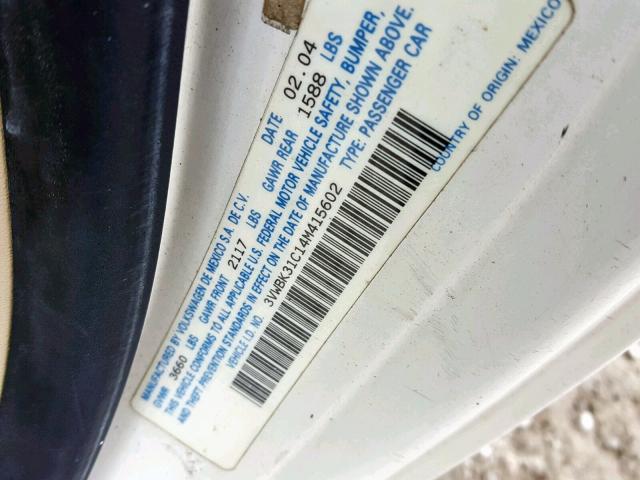 MANUFACTURED BY VOLKSWAGEN DE MEXICO S.A. DE C.V. DATE 02.04
GVWR 3660 LBS GAWR FRONT 2117 LBS GAWR REAR 1588 LBS
THIS VEHICLE CONFORMS TO ALL APPLICABLE U.S. FEDERAL MOTOR VEHICLE SAFETY, BUMPER,
AND THEFT PREVENTION STANDARDS IN EFFECT ON THE DATE OF MANUFACTURE SHOWN ABOVE.
VEHICLE I.D. NO. 3VWBK31C14M415602 TYPE: PASSENGER CAR
COUNTRY OF ORIGIN: MEXICO